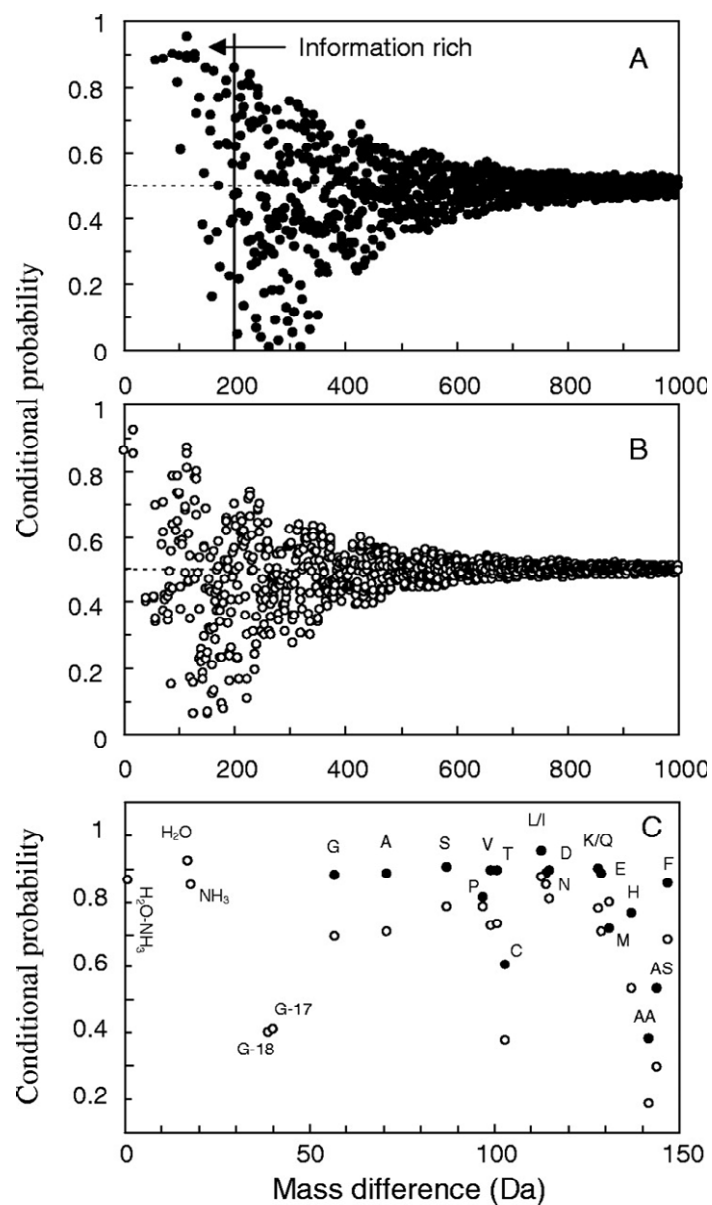 1
0.8
0.6
0.4
0.2
0
Information rich
A
0
200
400
600
800
1000
Conditional probability
1
0.8
0.6
0.4
0.2
0
B
0
200
400
600
800
1000
1
0.8
0.6
0.4
0.2
C
H₂O
NH₃
H₂O-NH₃
G-18
G-17
G
A
S
V
T
P
C
L/I
D
N
K/Q
E
M
H
F
AS
AA
0
50
100
150
Conditional probability
Mass difference (Da)